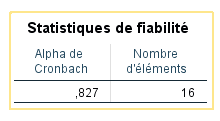 Statistiques de fiabilité
Alpha de Nombre
Cronbach d'éléments
,827 16